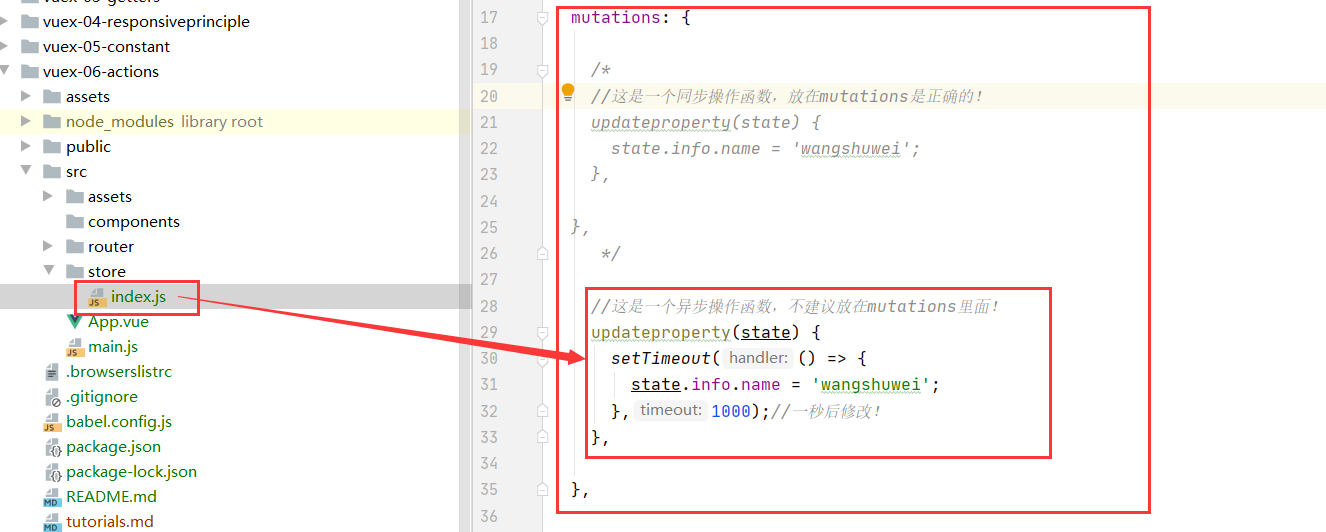 vuex-03-getters
vuex-04-responsiveprinciple
vuex-05-constant
vuex-06-actions
assets
node_modules library root
public
src
assets
components
router
store
JS index.js
App.vue
JS main.js
.browserslistrc
.gitignore
JS babel.config.js
package.json
package-lock.json
MD README.md
MD tutorials.md
17 mutations: {
18
19 /*
20 //这是一个同步操作函数，放在mutations是正确的！
21 updateproperty(state) {
22 state.info.name = 'wangshuwei';
23 },
24
25 },
26 */
27
28 //这是一个异步操作函数，不建议放在mutations里面！
29 updateproperty(state) {
30 setTimeout( handler: () => {
31 state.info.name = 'wangshuwei';
32 }, timeout: 1000);//一秒后修改！
33 },
34
35 },
36